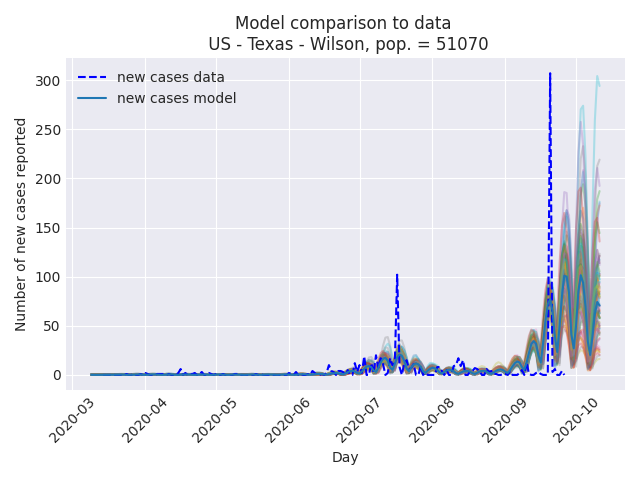 Model comparison to data
US - Texas - Wilson, pop. = 51070
new cases data
new cases model
Number of new cases reported
300
250
200
150
100
50
0
2020-03
2020-04
2020-05
2020-06
2020-07
2020-08
2020-09
2020-10
Day